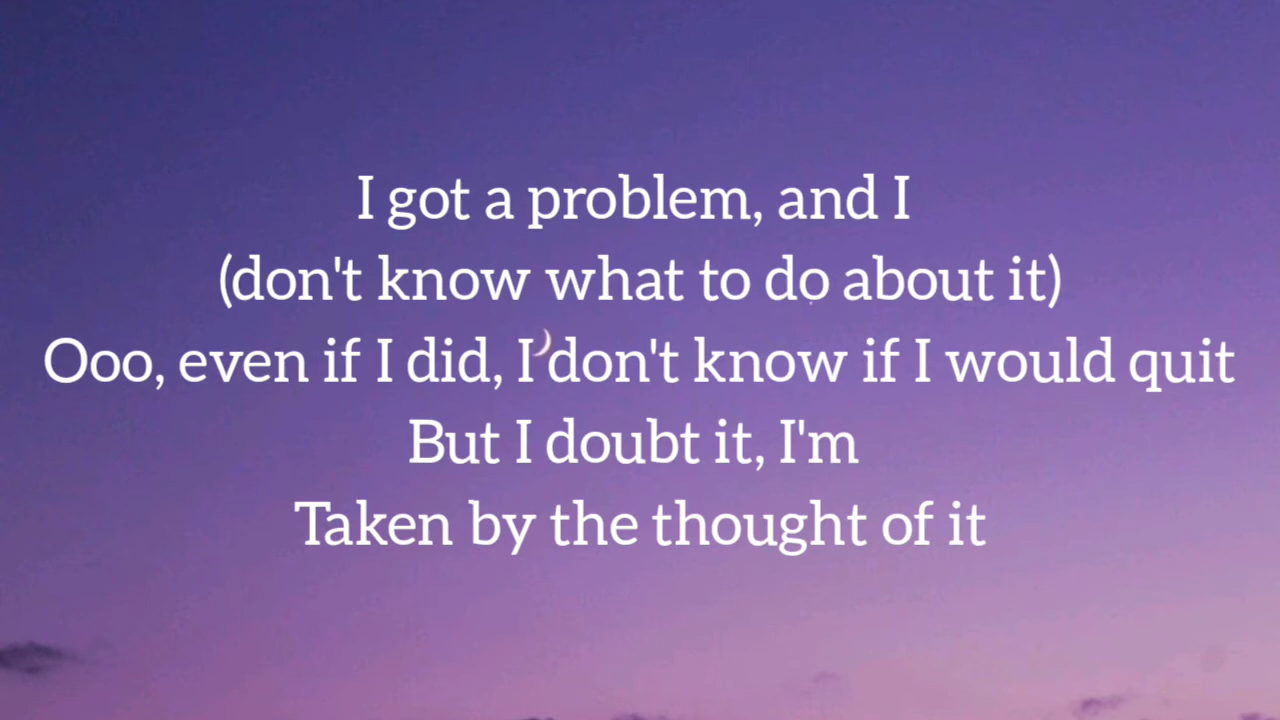 I got a problem, and I
(don't know what to do about it)
Ooo, even if I did, I don't know if I would quit
But I doubt it, I'm
Taken by the thought of it